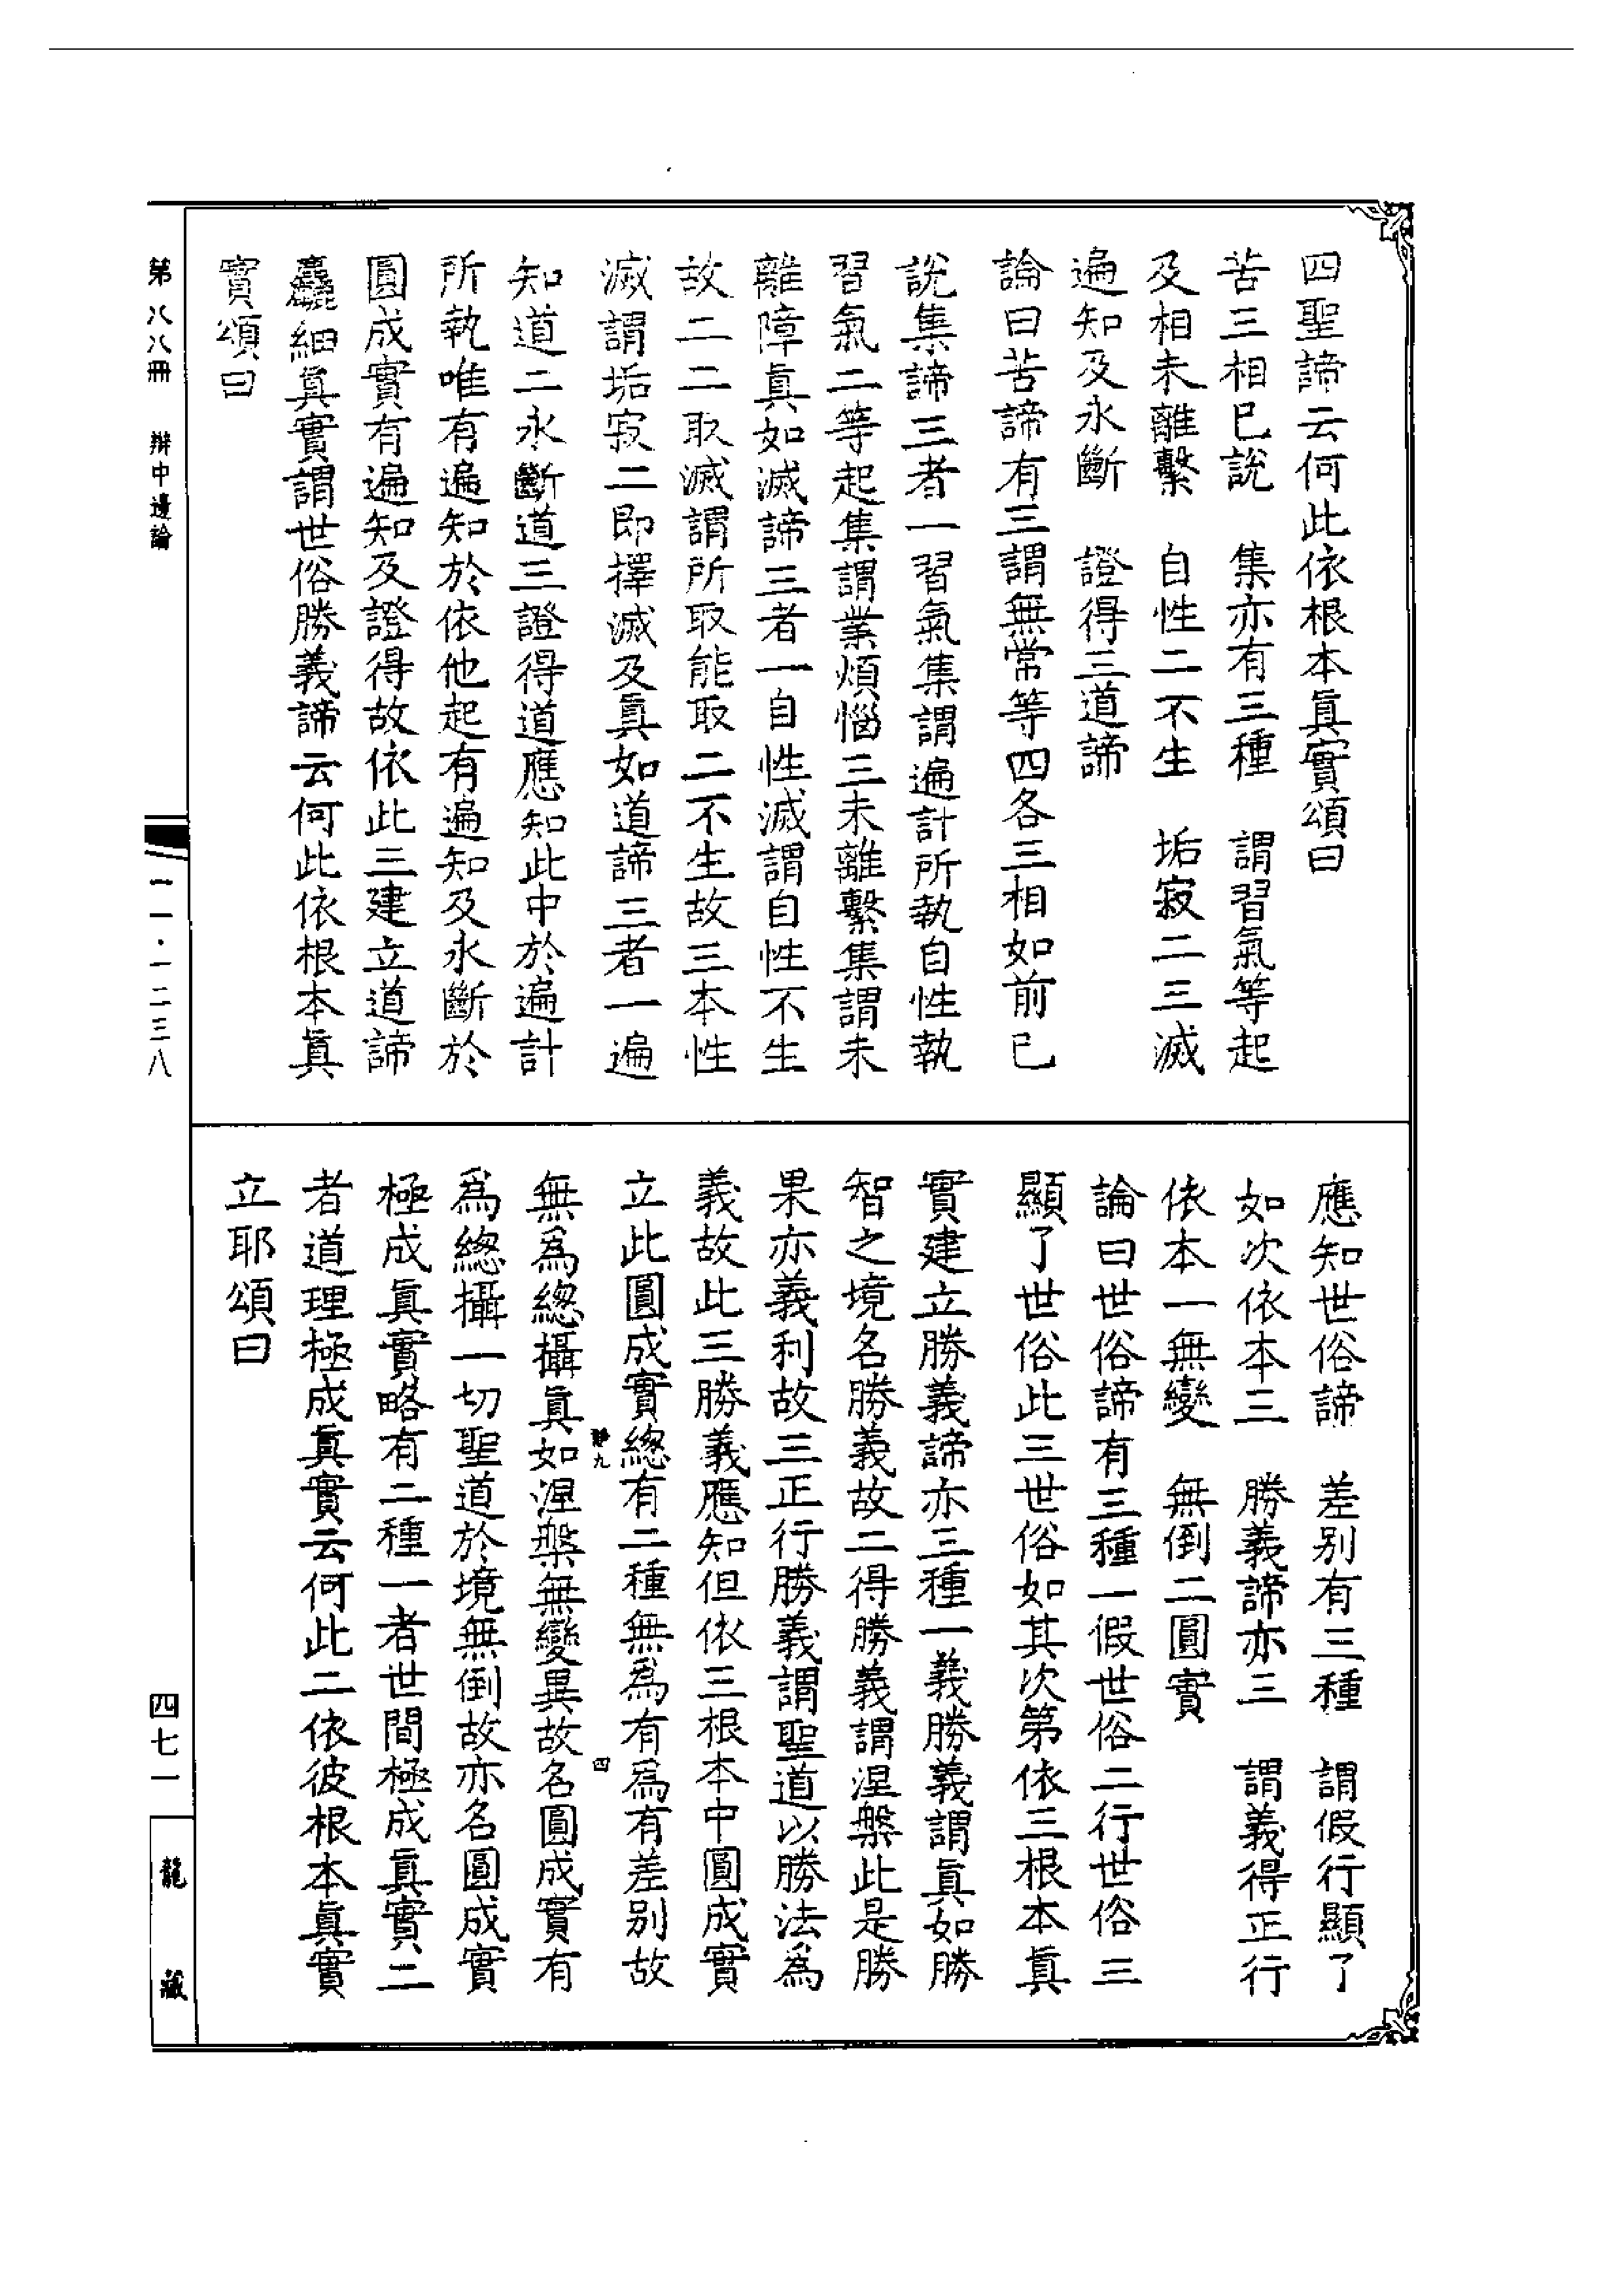 四聖諦云何此依根本眞實頌曰
苦三相已說　集亦有三種　謂習氣等起
及相未離繫　自性二不生　垢寂二三滅
遍知及永斷　證得三道諦
論曰苦諦有三謂無常等四各三相如前已
說集諦三者一習氣集謂遍計所執自性執
習氣二等起集謂業煩惱三未離繫集謂未
離障眞如滅諦三者一自性滅謂自性不生
故二二取滅謂所取能取二不生故三本性
滅謂垢寂二即擇滅及眞如道諦三者一遍
知道二永斷道三證得道應知此中於遍計
所執唯有遍知於依他起有遍知及永斷於
圓成實有遍知及證得故依此三建立道諦
麤細眞實謂世俗勝義諦云何此依根本眞
實頌曰
應知世俗諦　差别有三種　謂假行顯了
如次依本三　勝義諦亦三　謂義得正行
依本一無變　無倒二圓實
論曰世俗諦有三種一假世俗二行世俗三
顯了世俗此三世俗如其次第依三根本眞
實建立勝義諦亦三種一義勝義謂眞如勝
智之境名勝義故二得勝義謂涅槃此是勝
果亦義利故三正行勝義謂聖道以勝法爲
義故此三勝義應知但依三根本中圓成實
立此圓成實總有二種無爲有爲有差别故
靜九　四
無爲總攝眞如涅槃無變異故名圓成實有
爲總攝一切聖道於境無倒故亦名圓成實
極成眞實略有二種一者世間極成眞實二
者道理極成眞實云何此二依彼根本眞實
立耶頌曰
第八八冊　辯中邊論
一一·一二三八
四七一
龍藏